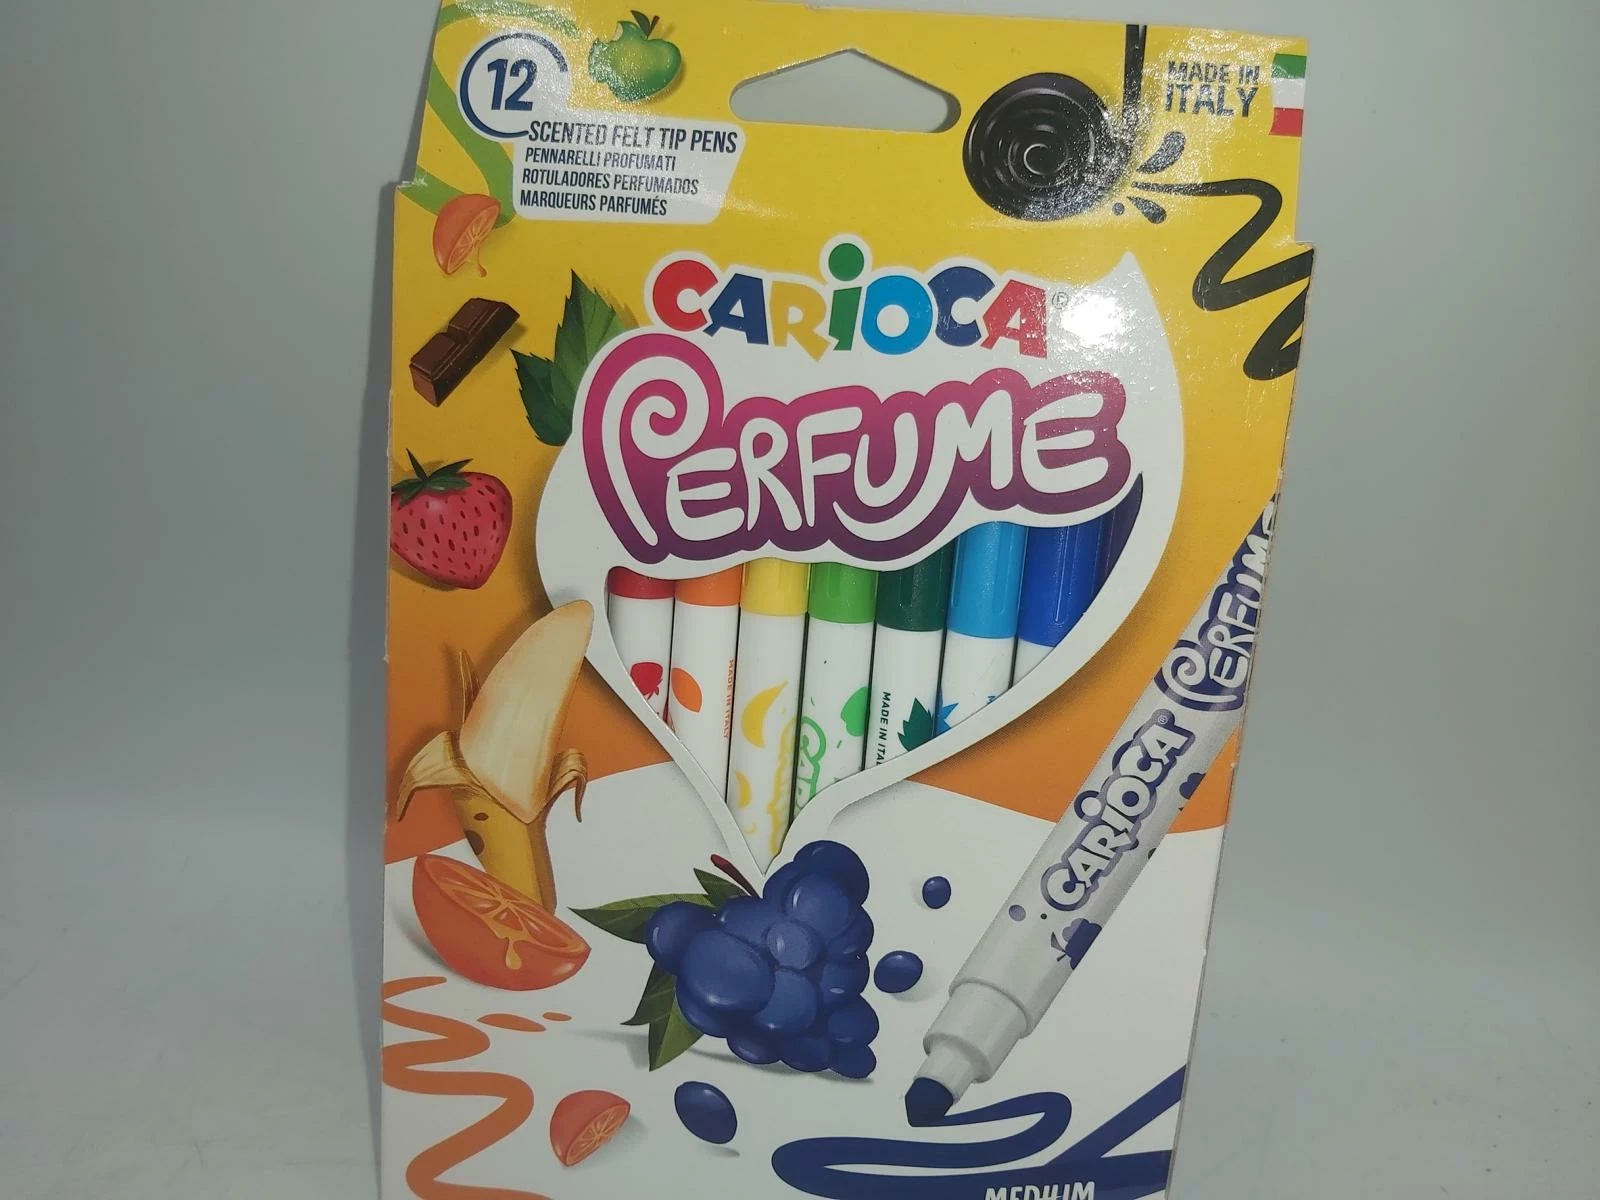 12
SCENTED FELT TIP PENS
PENNARELLI PROFUMATI
ROTULADORES PERFUMADOS
MARQUEURS PARFUMÉS
MADE IN
ITALY
CARIOCA®
PERFUME
MADE IN ITALY
MADE IN ITAL
CARIOCA®
PERFUME
MEDIUM